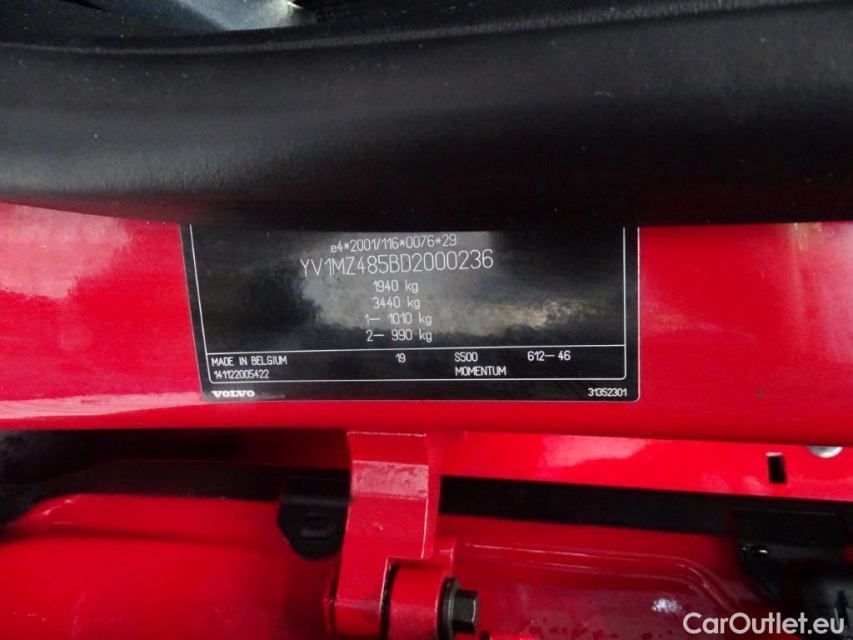 e4*2001/116*0076*29
YV1MZ485BD2000236
1940 kg
3440 kg
1- 1010 kg
2- 990 kg
MADE IN BELGIUM 19 S500 612-46
141122005422 MOMENTUM
VOLVO 31352301
CarOutlet.eu